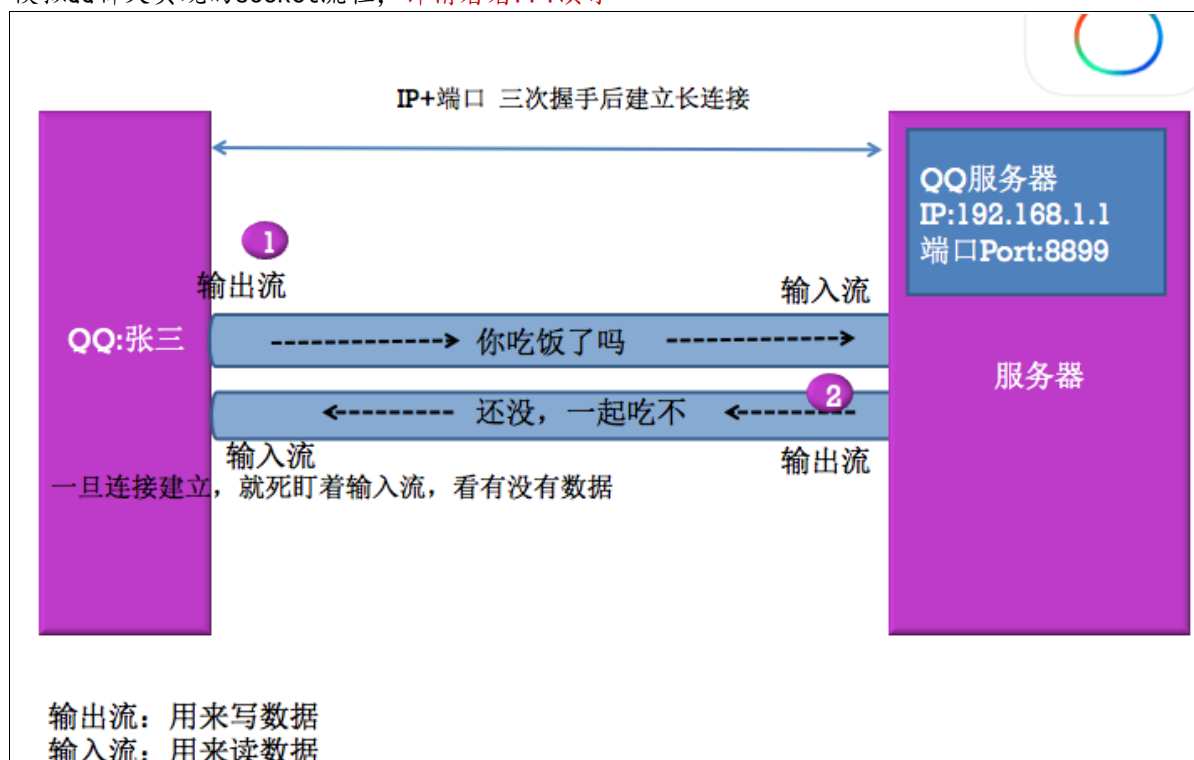 IP+端口 三次握手后建立长连接
QQ服务器
IP:192.168.1.1
端口Port:8899
1
输出流
输入流
QQ:张三
你吃饭了吗
服务器
2
还没，一起吃不
输入流
输出流
一旦连接建立，就死盯着输入流，看有没有数据
输出流：用来写数据
输入流：用来读数据